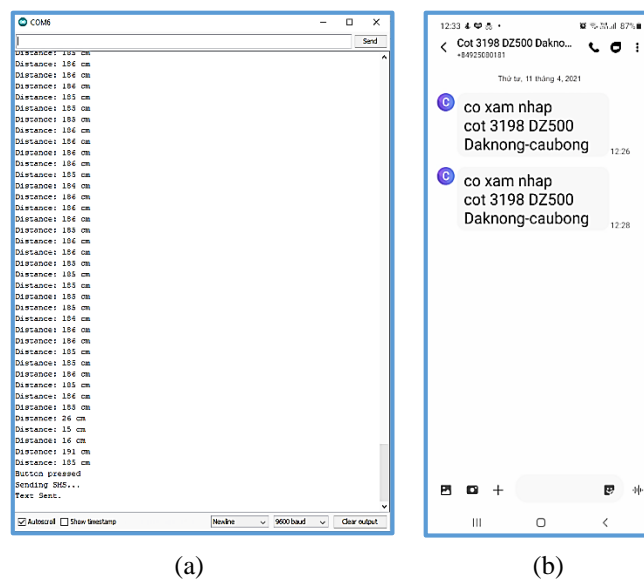 COM6
Send
Distance: 185 cm
Distance: 186 cm
Distance: 186 cm
Distance: 186 cm
Distance: 185 cm
Distance: 183 cm
Distance: 183 cm
Distance: 186 cm
Distance: 186 cm
Distance: 186 cm
Distance: 186 cm
Distance: 185 cm
Distance: 184 cm
Distance: 186 cm
Distance: 186 cm
Distance: 186 cm
Distance: 183 cm
Distance: 186 cm
Distance: 186 cm
Distance: 183 cm
Distance: 185 cm
Distance: 185 cm
Distance: 183 cm
Distance: 185 cm
Distance: 184 cm
Distance: 186 cm
Distance: 186 cm
Distance: 185 cm
Distance: 185 cm
Distance: 186 cm
Distance: 185 cm
Distance: 186 cm
Distance: 183 cm
Distance: 26 cm
Distance: 15 cm
Distance: 16 cm
Distance: 191 cm
Distance: 185 cm
Button pressed
Sending SMS...
Text Sent.
Autoscroll Show timestamp Newline 9600 baud Clear output
(a)
12:33 87%
Cot 3198 DZ500 Dakno...
+84925080181
Thứ tư, 11 tháng 4, 2021
C
co xam nhap
cot 3198 DZ500
Daknong-caubong
12:26
C
co xam nhap
cot 3198 DZ500
Daknong-caubong
12:28
(b)